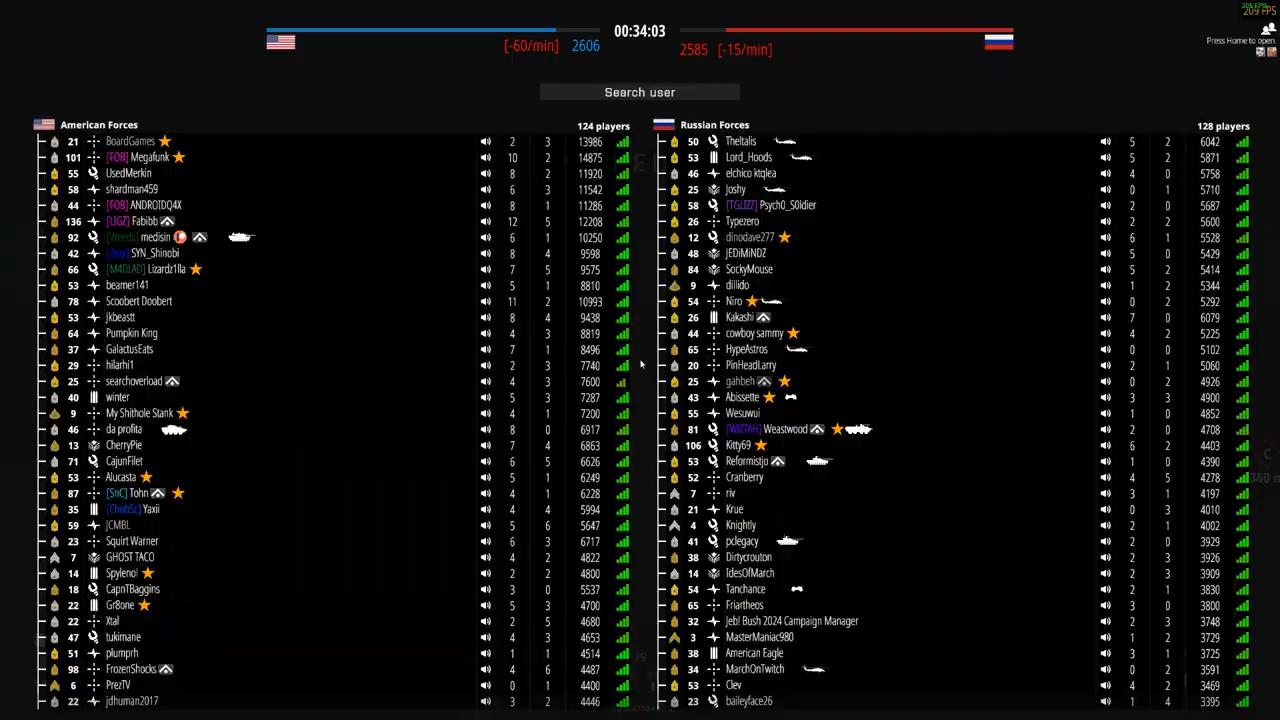 209 FPS
00:34:03
[-60/min] 2606
2585 [-15/min]
Press Home to open.
Search user
American Forces 124 players
21 BoardGames 2 3 13986
101 [FOB] Megafunk 10 2 14875
55 UsedMerkin 8 2 11920
58 shardman459 6 3 11542
44 [FOB] ANDROIDQ4X 8 1 11286
136 [LIGZ] Fabibb 12 5 12208
92 [Weeds] medisin 6 1 10250
42 SYN_Shinobi 8 4 9598
66 [M4DLAD] Lizardz1lla 7 5 9575
53 beamer141 5 1 8810
78 Scoobert Doobert 11 2 10993
53 Jkbeastt 8 4 9438
64 Pumpkin King 4 3 8819
37 GalactusEats 7 1 8496
29 hilarhi1 2 3 7740
25 searchoverload 4 3 7600
40 winter 5 3 7287
9 My Shithole Stank 4 1 7200
46 da profita 8 0 6917
13 CherryPie 7 4 6863
71 CajunFilet 6 5 6626
53 Alucasta 5 6 6249
87 [SnC] Tohn 4 1 6228
35 [ChubSc] Yaxii 4 4 5994
59 JCMBL 5 6 5647
23 Squirt Warner 6 3 6717
7 GHOST TACO 4 2 4822
14 Spylenol 2 2 4800
18 CapnTBaggins 3 0 5537
22 Gr8one 5 3 4700
22 Xtal 2 5 4680
47 tukimane 4 3 4653
51 plumprh 1 1 4514
98 FrozenShocks 4 6 4487
6 PrezTV 0 1 4400
22 jdhuman2017 3 2 4446
Russian Forces 128 players
50 TheItalis 5 2 6042
53 Lord_Hoods 5 2 5871
46 elchico ktqlea 4 0 5758
25 Joshy 0 1 5710
58 [TGLIZZ] Psych0_S0ldier 2 0 5687
26 Typezero 2 2 5600
12 dinodave277 6 1 5528
48 JEDiMiNDZ 5 0 5429
84 SockyMouse 5 2 5414
9 dillido 1 2 5344
54 Niro 0 2 5292
26 Kakashi 7 0 6079
44 cowboy sammy 4 2 5225
65 HypeAstros 0 0 5102
20 PinHeadLarry 2 1 5060
25 gahbeh 0 2 4926
43 Abissette 3 3 4900
55 Wesuwui 1 0 4852
81 [WIZ7AH] Weastwood 2 0 4708
106 Kitty69 6 2 4403
53 Reformistjo 1 0 4390
52 Cranberry 4 5 4278
7 riv 3 1 4197
21 Krue 0 3 4010
4 Knightly 2 1 4002
41 pclegacy 2 0 3929
38 Dirtycrouton 2 3 3926
14 IdesOfMarch 3 3 3909
54 Tanchance 2 1 3830
65 Friartheos 3 0 3800
32 Jeb! Bush 2024 Campaign Manager 2 3 3748
3 MasterManiac980 1 2 3729
38 American Eagle 3 1 3725
34 MarchOnTwitch 0 2 3591
53 Clev 4 2 3469
23 baileyface26 1 4 3395